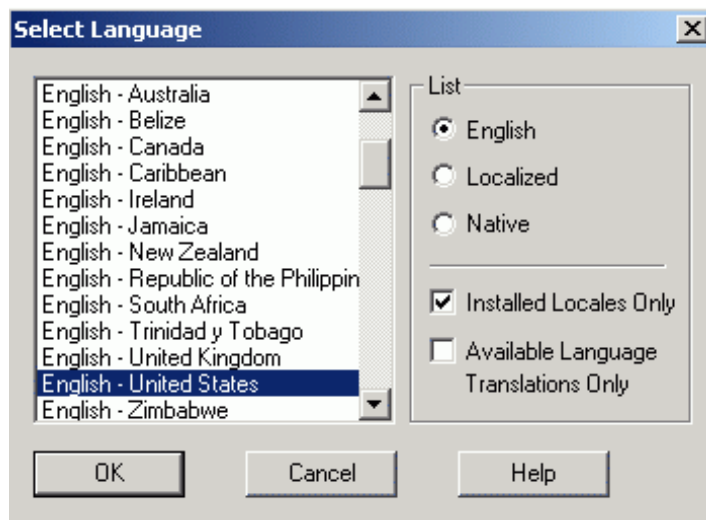 Select Language
English - Australia
English - Belize
English - Canada
English - Caribbean
English - Ireland
English - Jamaica
English - New Zealand
English - Republic of the Philippin
English - South Africa
English - Trinidad y Tobago
English - United Kingdom
English - United States
English - Zimbabwe
List
English
Localized
Native
Installed Locales Only
Available Language
Translations Only
OK
Cancel
Help